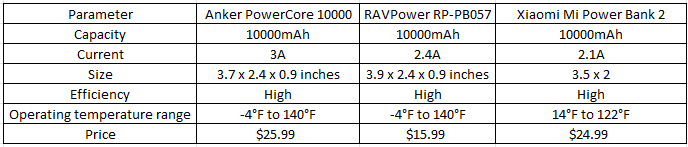 Parameter Anker PowerCore 10000 RAVPower RP-PB057 Xiaomi Mi Power Bank 2
Capacity 10000mAh 10000mAh 10000mAh
Current 3A 2.4A 2.1A
Size 3.7 x 2.4 x 0.9 inches 3.9 x 2.4 x 0.9 inches 3.5 x 2
Efficiency High High High
Operating temperature range -4°F to 140°F -4°F to 140°F 14°F to 122°F
Price $25.99 $15.99 $24.99